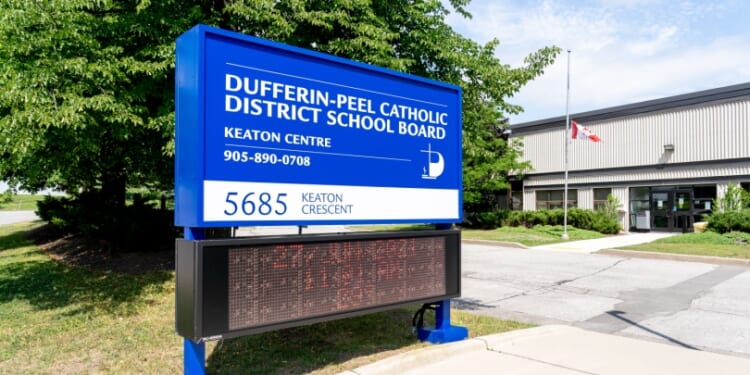 DUFFERIN-PEEL CATHOLIC
DISTRICT SCHOOL BOARD
KEATON CENTRE
905-890-0708
5685 KEATON
CRESCENT